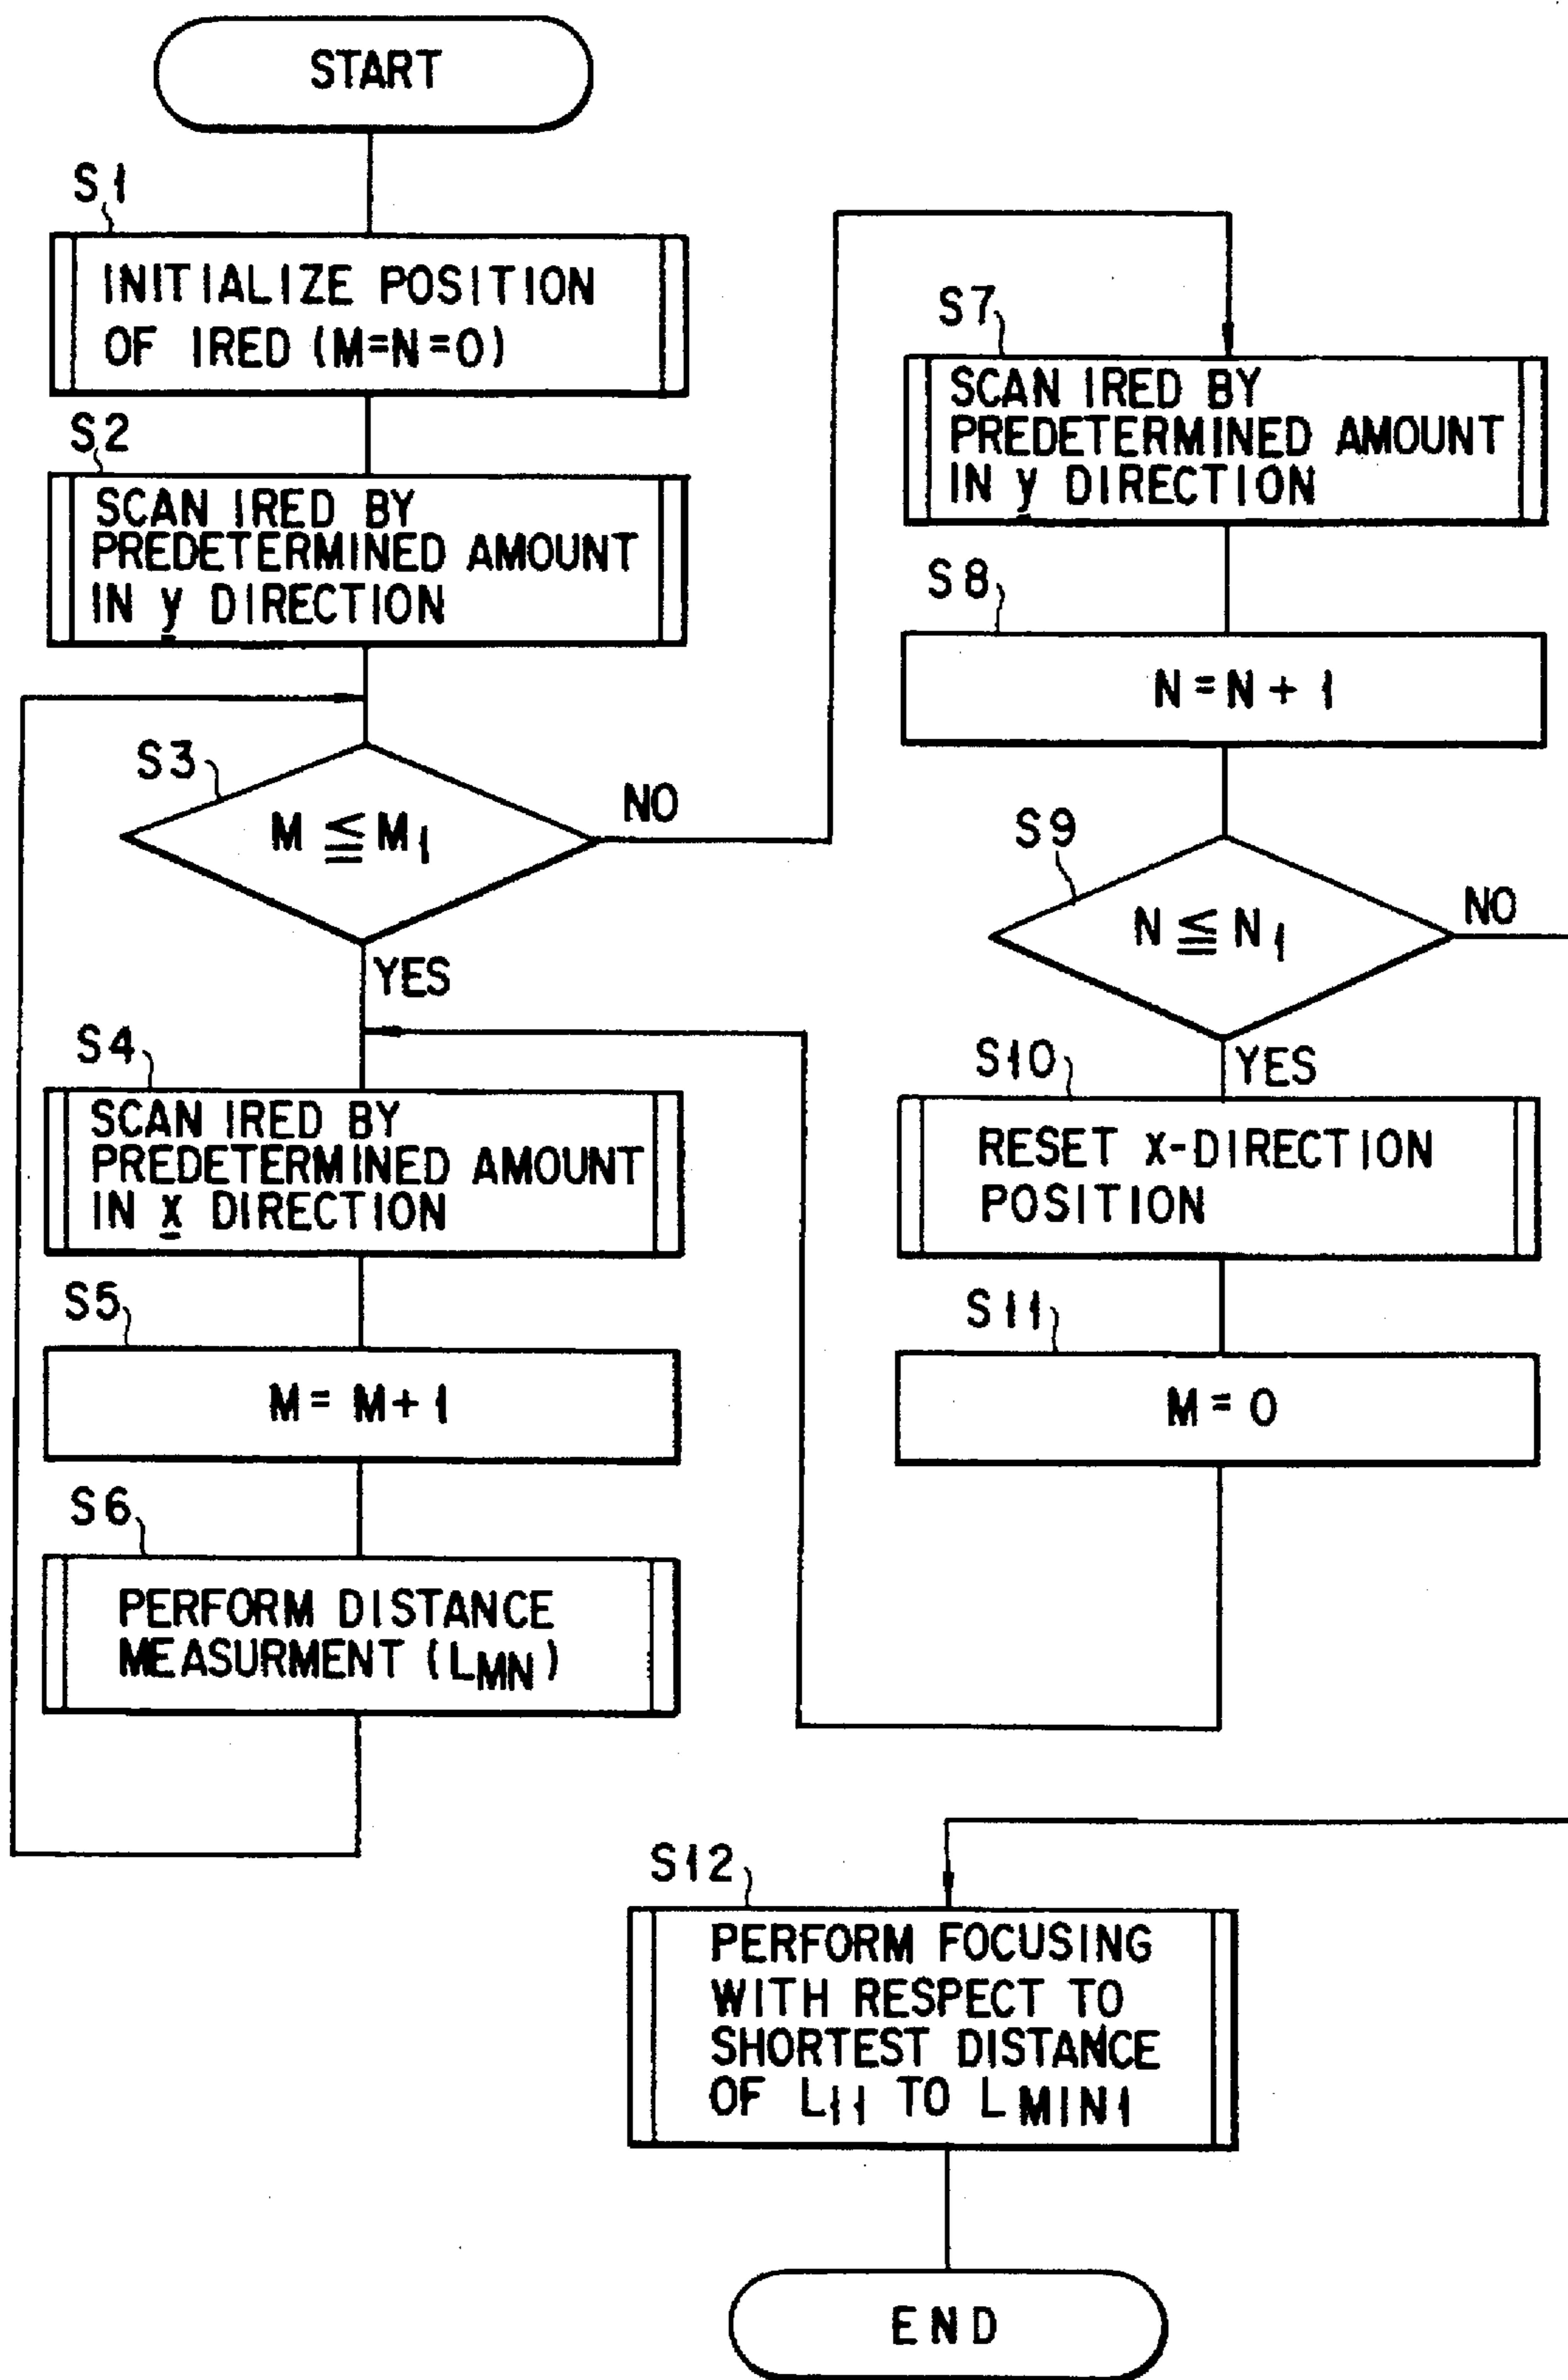 START
S1
INITIALIZE POSITION
OF IRED (M=N=0)
S2
SCAN IRED BY
PREDETERMINED AMOUNT
IN y DIRECTION
S3
M ≦ M1
NO
YES
S4
SCAN IRED BY
PREDETERMINED AMOUNT
IN x DIRECTION
S5
M = M + 1
S6
PERFORM DISTANCE
MEASURMENT (LMN)
S7
SCAN IRED BY
PREDETERMINED AMOUNT
IN y DIRECTION
S8
N = N + 1
S9
N ≦ N1
NO
YES
S10
RESET X-DIRECTION
POSITION
S11
M = 0
S12
PERFORM FOCUSING
WITH RESPECT TO
SHORTEST DISTANCE
OF L11 TO LM1N1
END